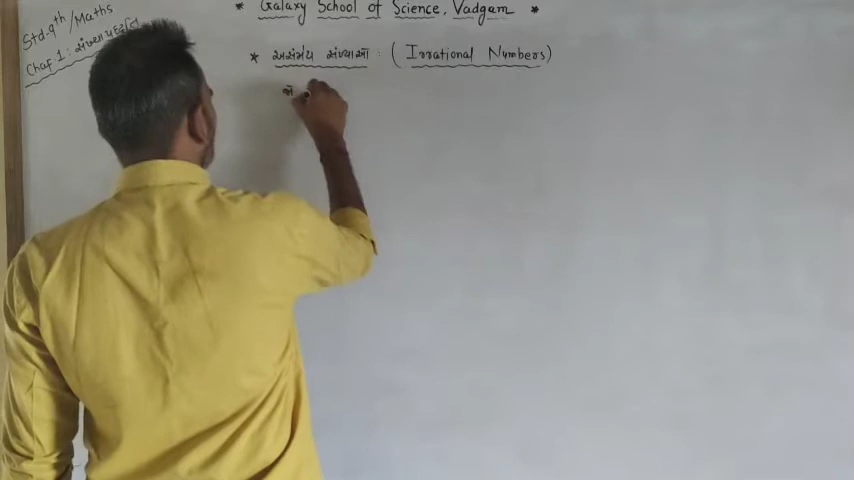 * Galaxy School of Science, Vadgam *
Std-9th/Maths
Chap 1: સંખ્યા પદ્ધતિ
* અસંમેય સંખ્યાઓ : (Irrational Numbers)
જો